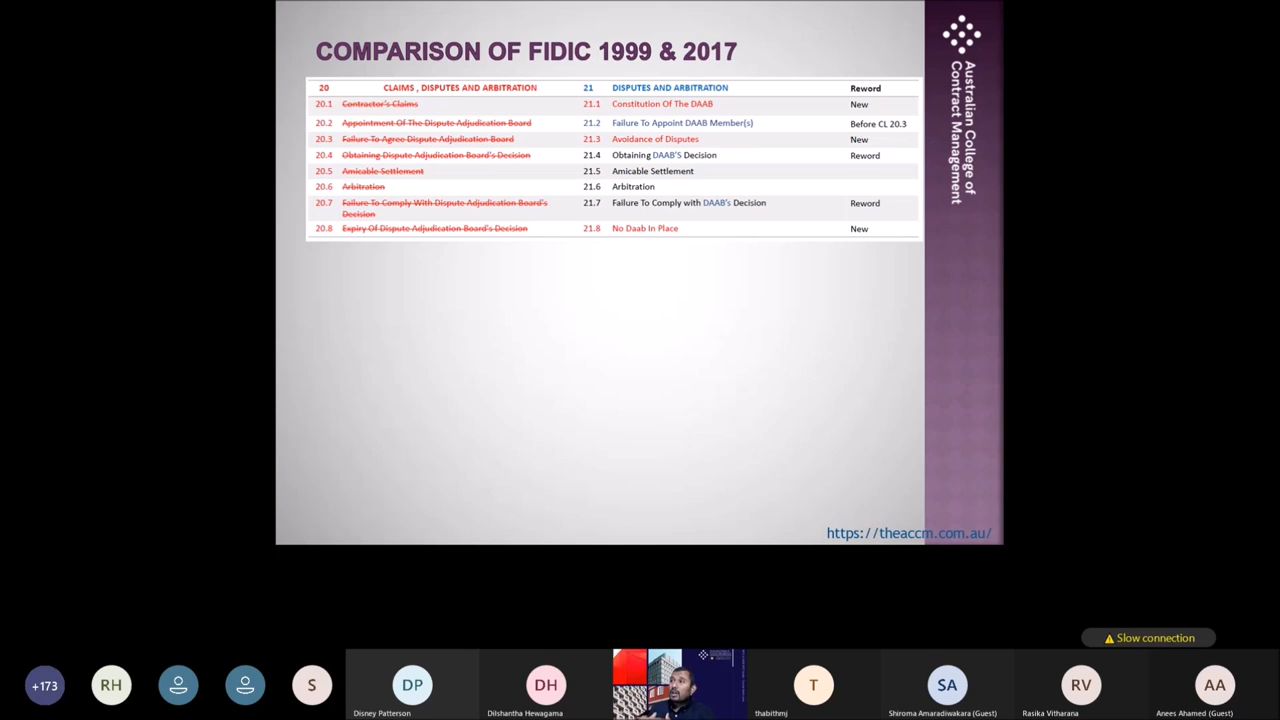 COMPARISON OF FIDIC 1999 & 2017
20 CLAIMS , DISPUTES AND ARBITRATION 21 DISPUTES AND ARBITRATION Reword
20.1 Contractor's Claims 21.1 Constitution Of The DAAB New
20.2 Appointment Of The Dispute Adjudication Board 21.2 Failure To Appoint DAAB Member(s) Before CL 20.3
20.3 Failure To Agree Dispute Adjudication Board 21.3 Avoidance of Disputes New
20.4 Obtaining Dispute Adjudication Board's Decision 21.4 Obtaining DAAB'S Decision Reword
20.5 Amicable Settlement 21.5 Amicable Settlement
20.6 Arbitration 21.6 Arbitration
20.7 Failure To Comply With Dispute Adjudication Board's 21.7 Failure To Comply with DAAB's Decision Reword
Decision
20.8 Expiry Of Dispute Adjudication Board's Decision 21.8 No Daab In Place New
Australian College of
Contract Management
https://theaccm.com.au/
Slow connection
+173 RH S DP DH T SA RV AA
Disney Patterson Dilshantha Hewagama thabithmj Shiroma Amaradiwakara (Guest) Rasika Vitharana Anees Ahamed (Guest)